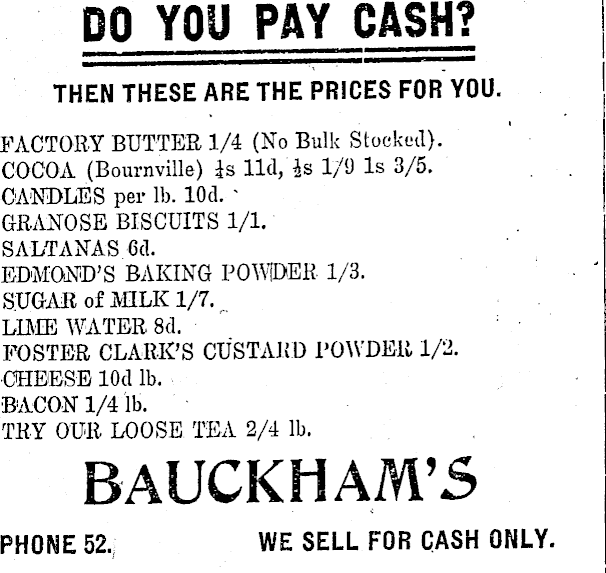 DO YOU PAY CASH?
THEN THESE ARE THE PRICES FOR YOU.
FACTORY BUTTER 1/4 (No Bulk Stocked).
COCOA (Bournville) ¼s 11d, ½s 1/9 1s 3/5.
CANDLES per lb. 10d.
GRANOSE BISCUITS 1/1.
SALTANAS 6d.
EDMOND'S BAKING POWDER 1/3.
SUGAR of MILK 1/7.
LIME WATER 8d.
FOSTER CLARK'S CUSTARD POWDER 1/2.
CHEESE 10d lb.
BACON 1/4 lb.
TRY OUR LOOSE TEA 2/4 lb.
BAUCKHAM'S
PHONE 52. WE SELL FOR CASH ONLY.